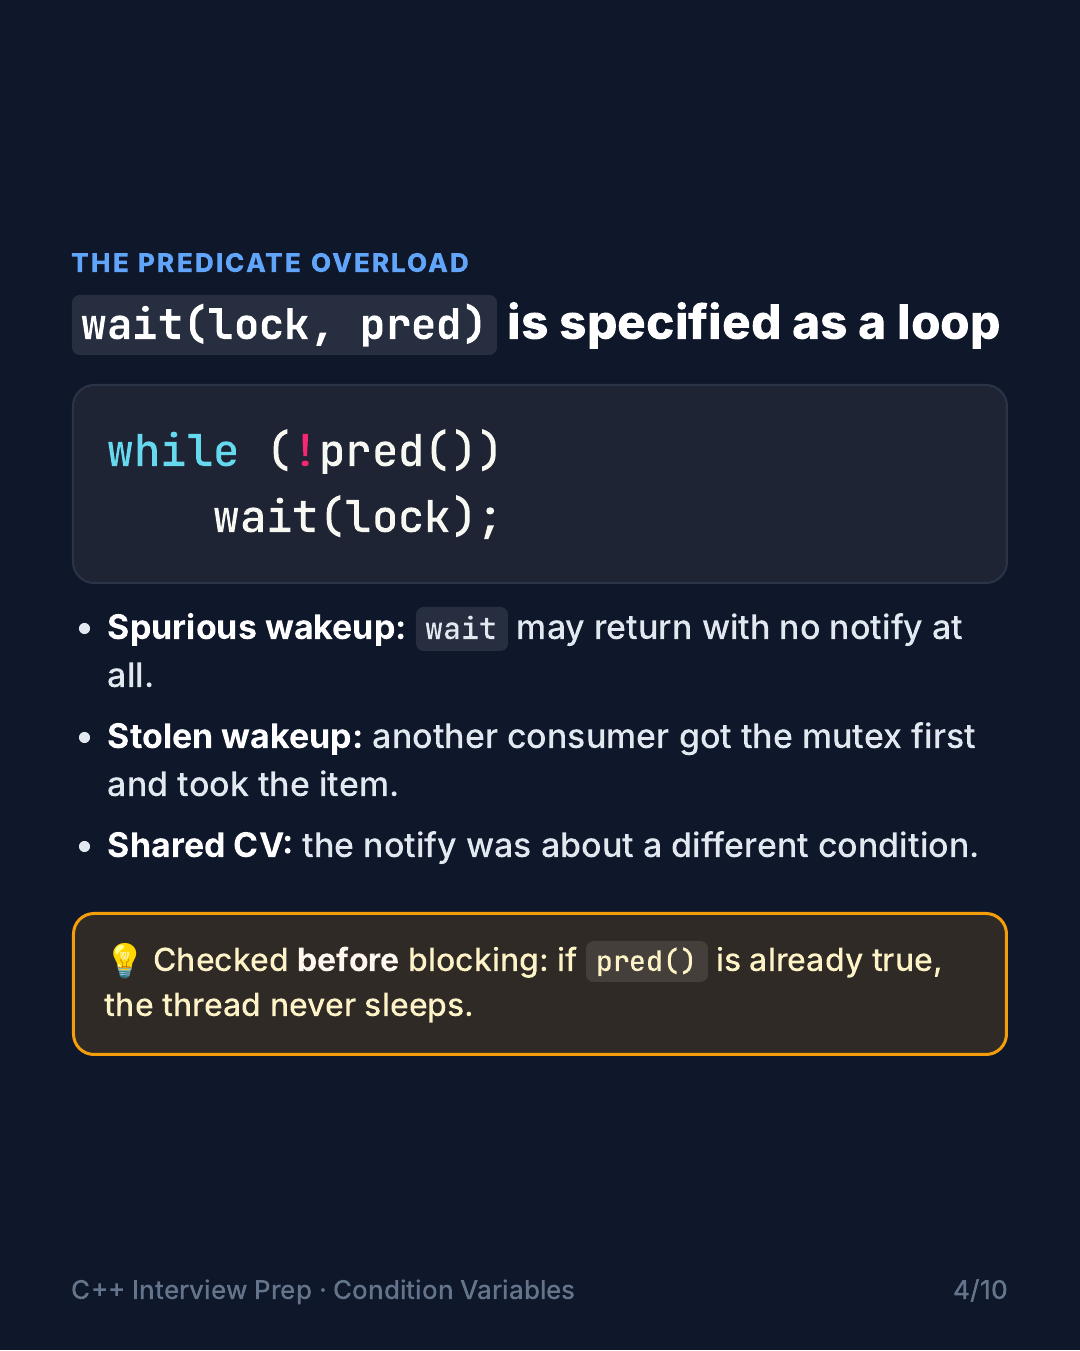 THE PREDICATE OVERLOAD
wait(lock, pred) is specified as a loop
while (!pred())
    wait(lock);
• Spurious wakeup: wait may return with no notify at
all.
• Stolen wakeup: another consumer got the mutex first
and took the item.
• Shared CV: the notify was about a different condition.
💡 Checked before blocking: if pred() is already true,
the thread never sleeps.
C++ Interview Prep · Condition Variables
4/10